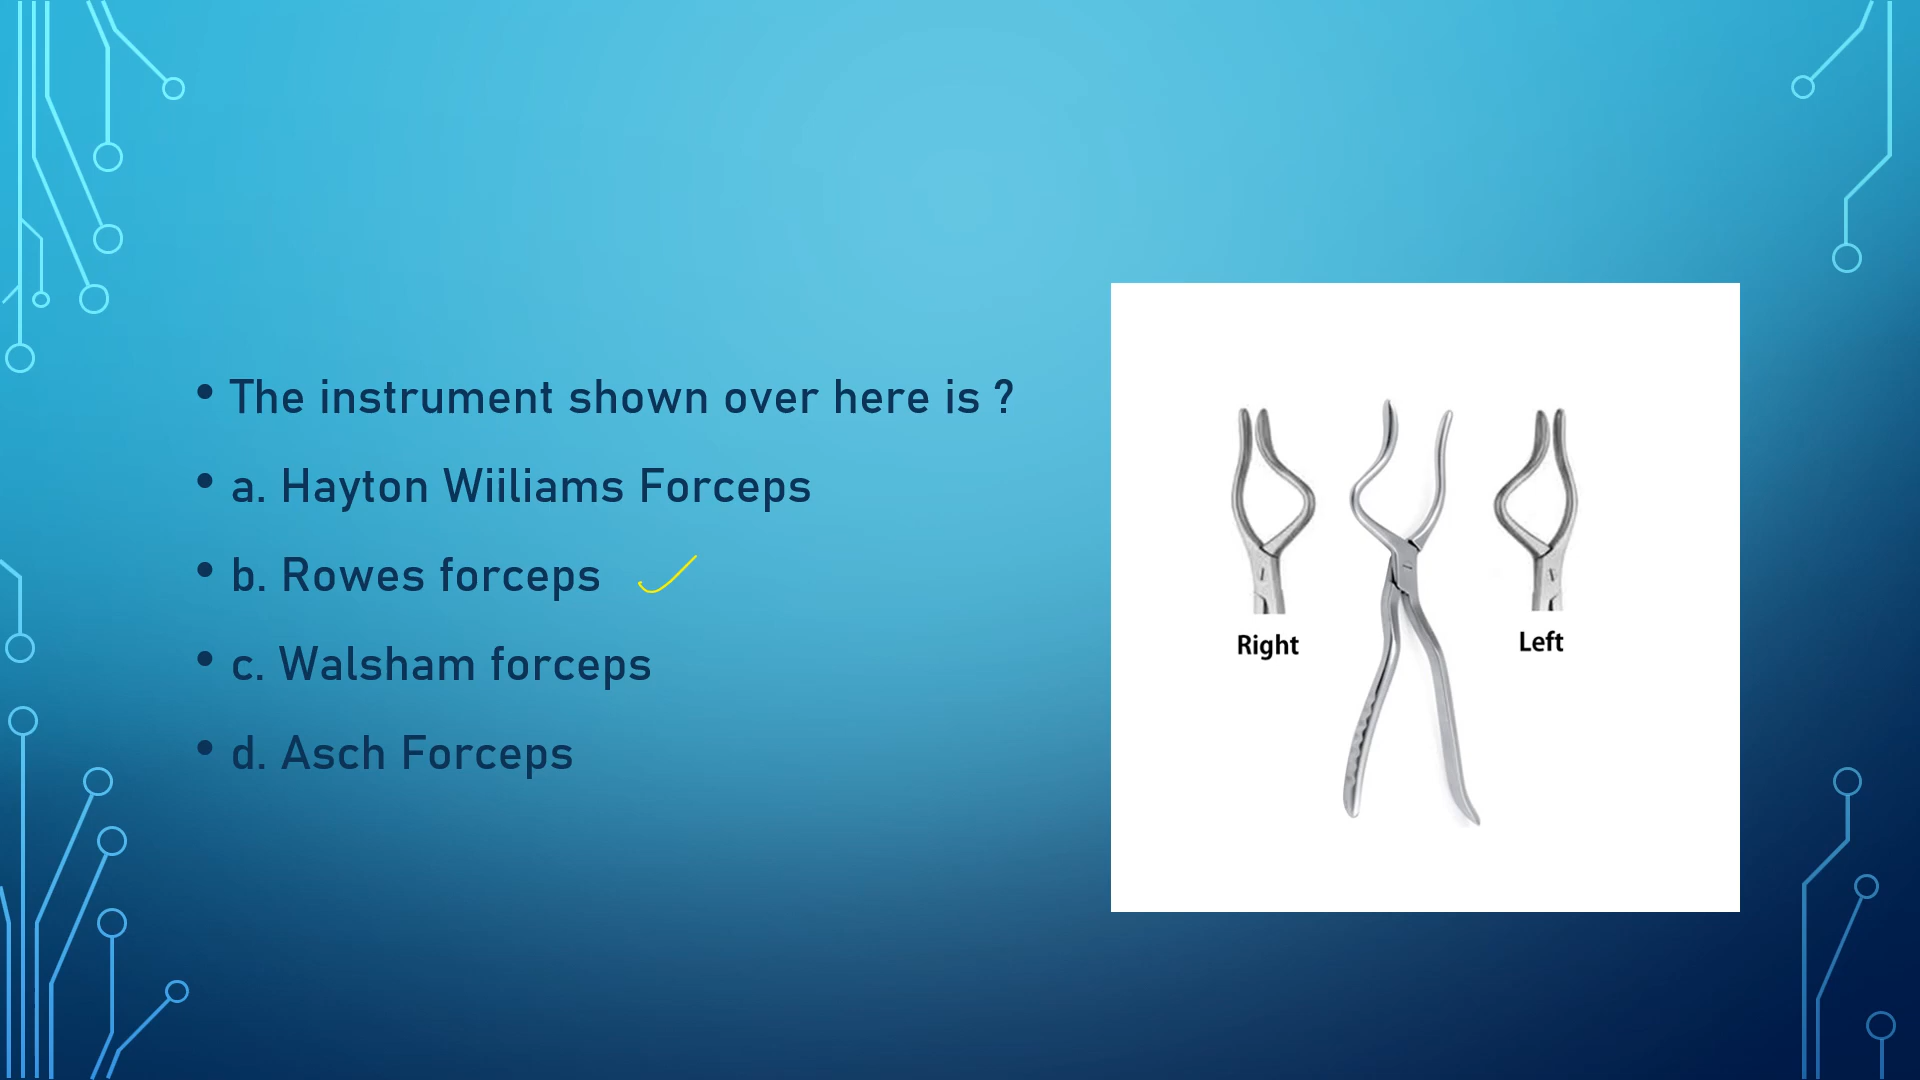 • The instrument shown over here is ?
• a. Hayton Wiiliams Forceps
• b. Rowes forceps
• c. Walsham forceps
• d. Asch Forceps
Right
Left